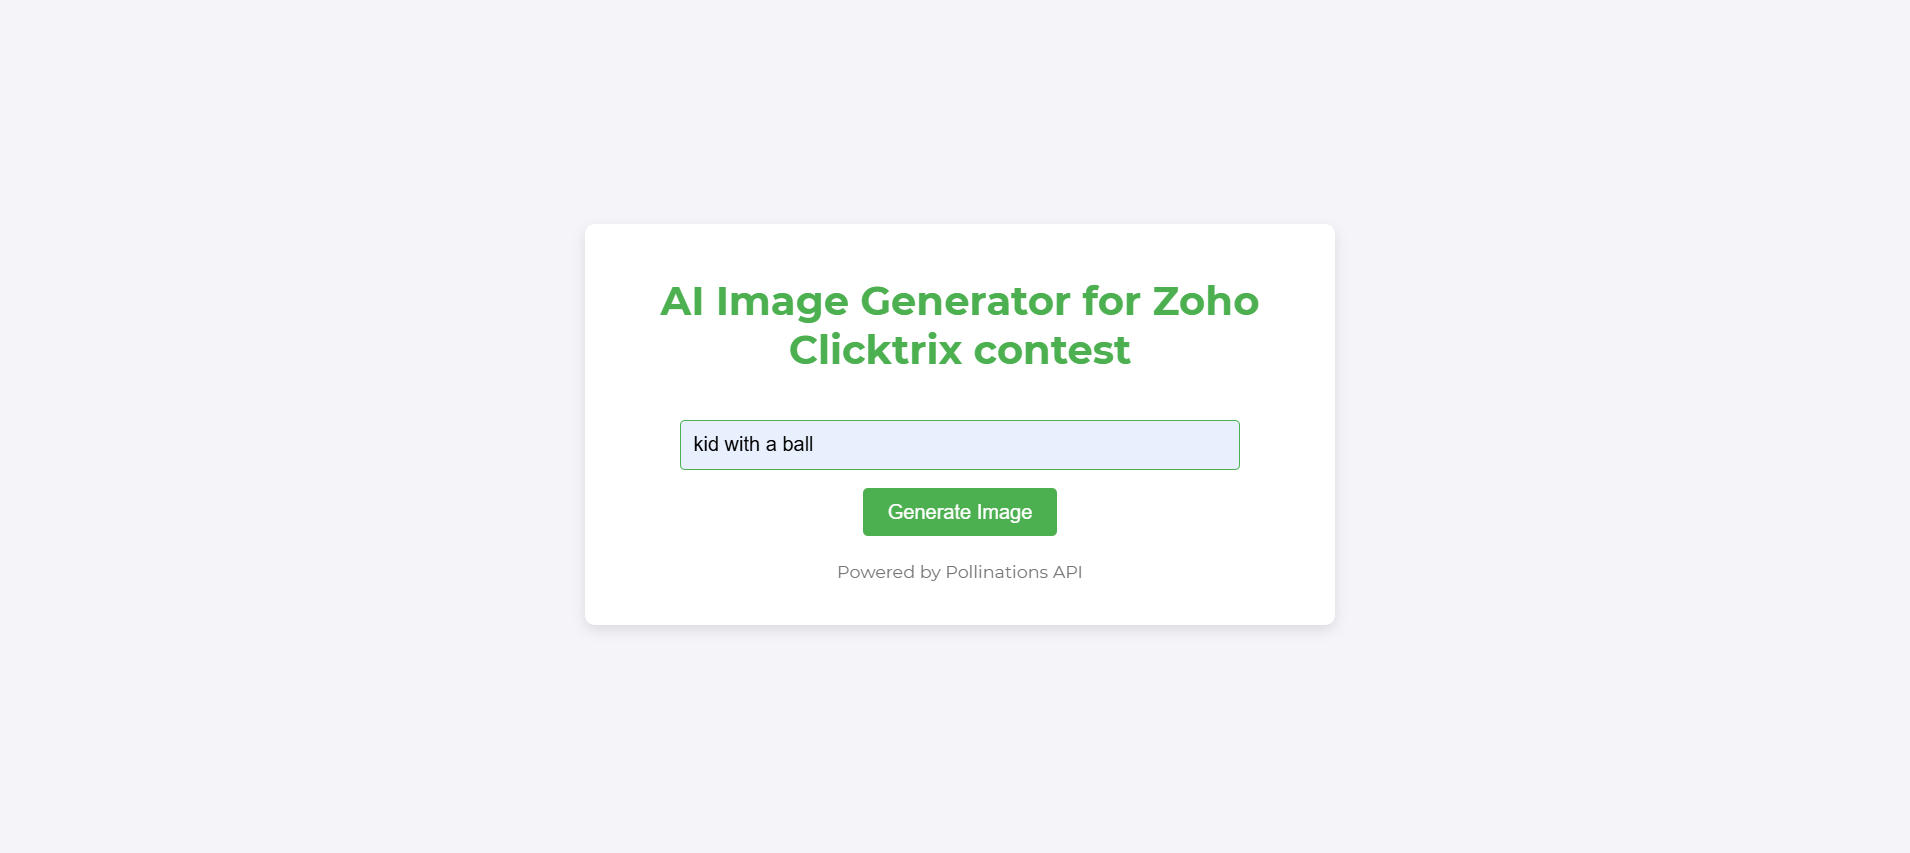 AI Image Generator for Zoho
Clicktrix contest
kid with a ball
Generate Image
Powered by Pollinations API